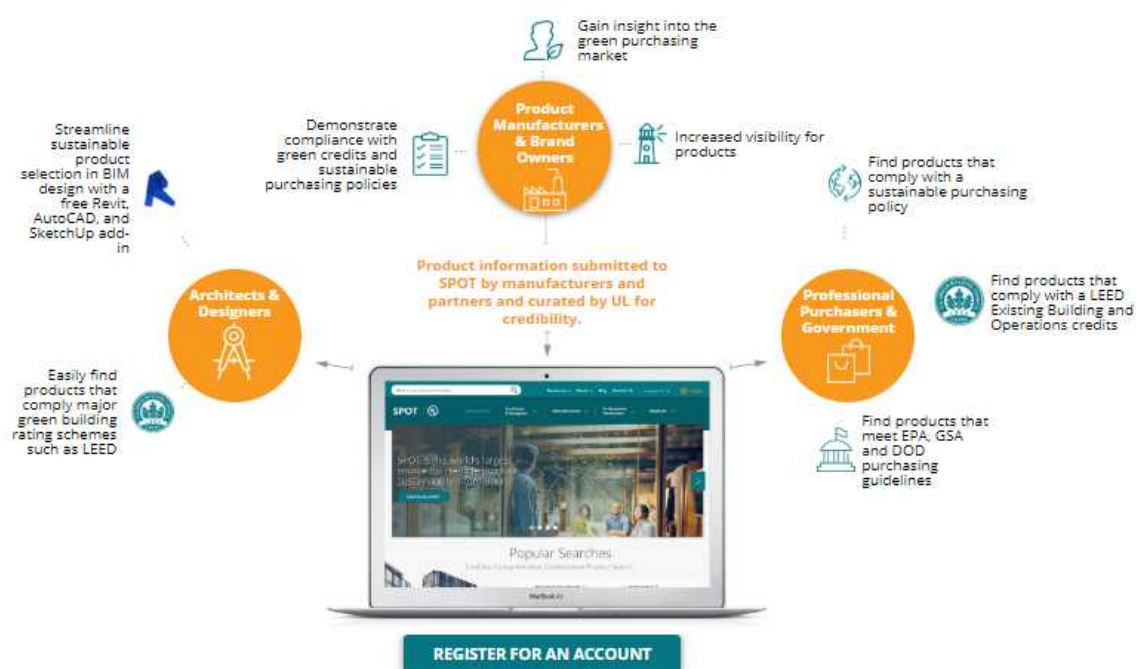 Gain insight into the
green purchasing
market
Product
Manufacturers
& Brand
Owners
Demonstrate
compliance with
green credits and
sustainable
purchasing policies
Increased visibility for
products
Streamline
sustainable
product
selection in BIM
design with a
free Revit,
AutoCAD, and
SketchUp add-
in
Find products that
comply with a
sustainable purchasing
policy
Product information submitted to
SPOT by manufacturers and
partners and curated by UL for
credibility.
Architects &
Designers
Professional
Purchasers &
Government
Find products that
comply with a LEED
Existing Building and
Operations credits
Easily find
products that
comply major
green building
rating schemes
such as LEED
Find products that
meet EPA, GSA
and DOD
purchasing
guidelines
SPOT
SPOT is the world's largest
Popular Searches
MacBook Air
REGISTER FOR AN ACCOUNT